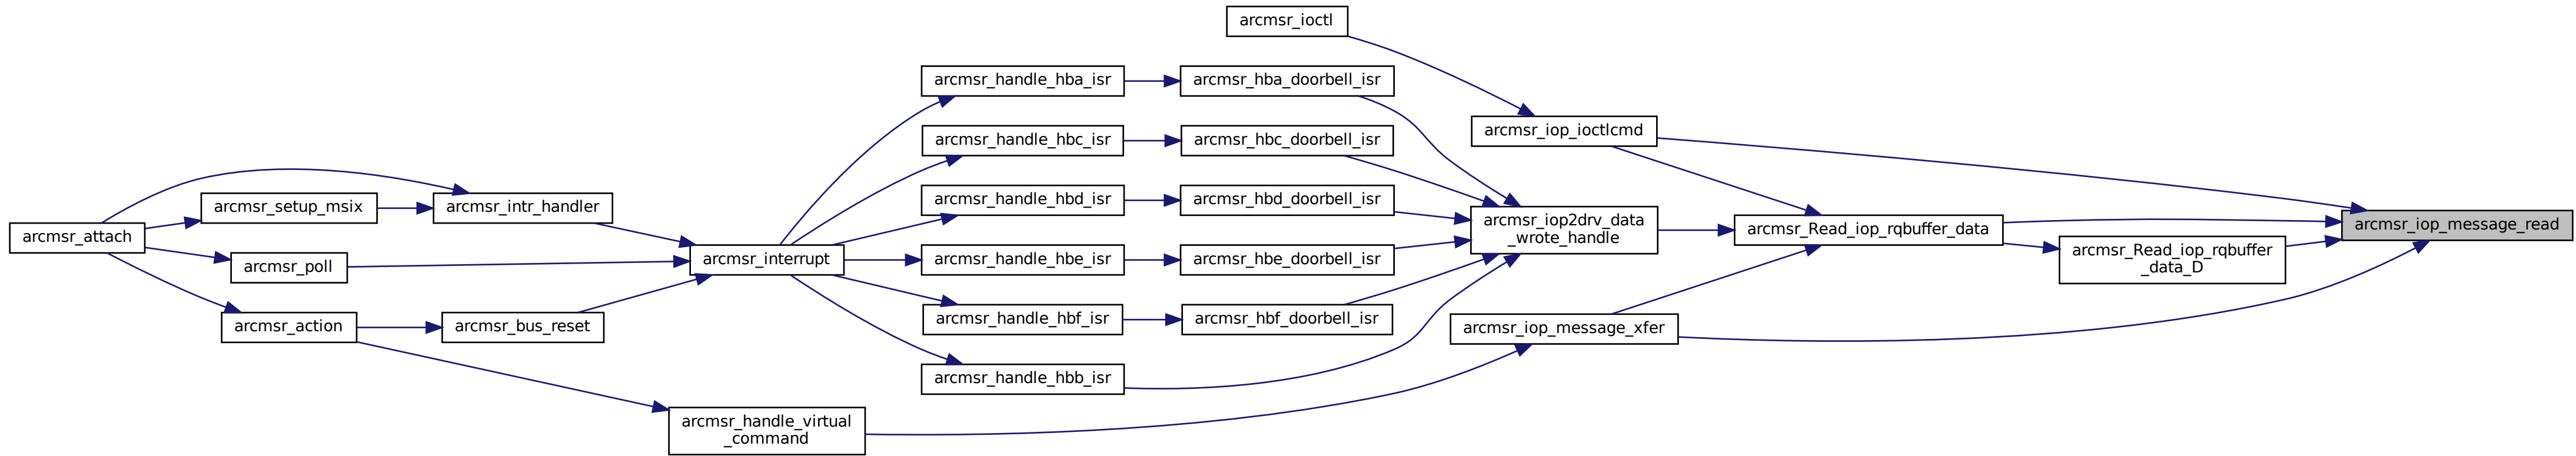 arcmsr_ioctl
arcmsr_handle_hba_isr
arcmsr_hba_doorbell_isr
arcmsr_iop_ioctlcmd
arcmsr_handle_hbc_isr
arcmsr_hbc_doorbell_isr
arcmsr_setup_msix
arcmsr_intr_handler
arcmsr_handle_hbd_isr
arcmsr_hbd_doorbell_isr
arcmsr_iop2drv_data
_wrote_handle
arcmsr_Read_iop_rqbuffer_data
arcmsr_iop_message_read
arcmsr_attach
arcmsr_poll
arcmsr_interrupt
arcmsr_handle_hbe_isr
arcmsr_hbe_doorbell_isr
arcmsr_Read_iop_rqbuffer
_data_D
arcmsr_action
arcmsr_bus_reset
arcmsr_handle_hbf_isr
arcmsr_hbf_doorbell_isr
arcmsr_iop_message_xfer
arcmsr_handle_hbb_isr
arcmsr_handle_virtual
_command